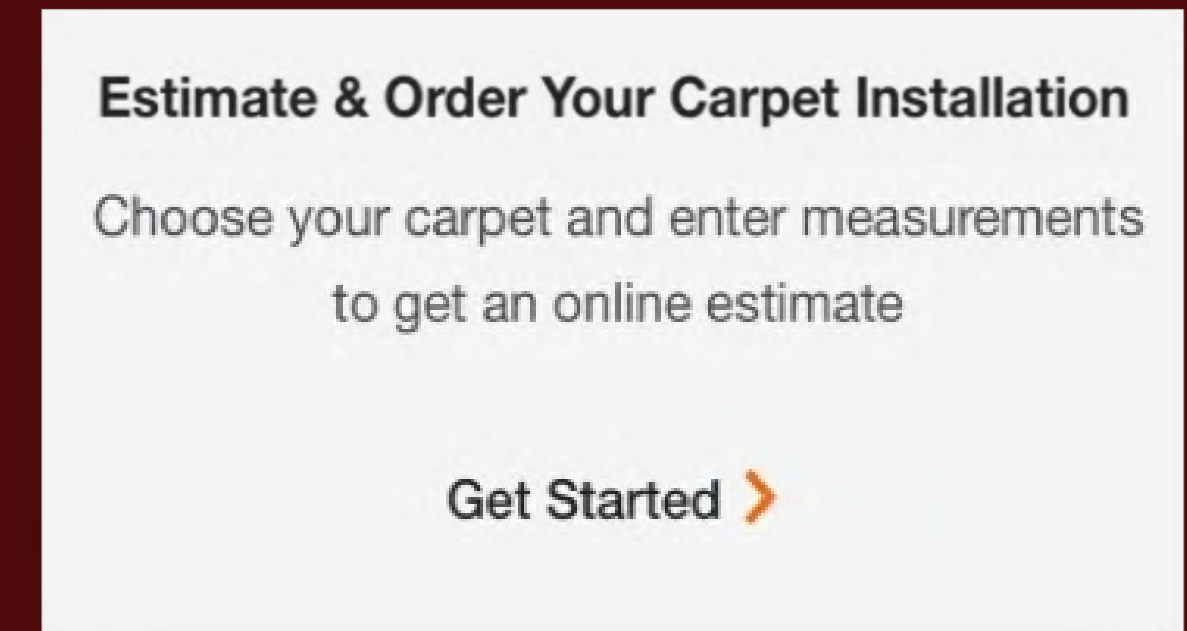 Estimate & Order Your Carpet Installation
Choose your carpet and enter measurements
to get an online estimate
Get Started